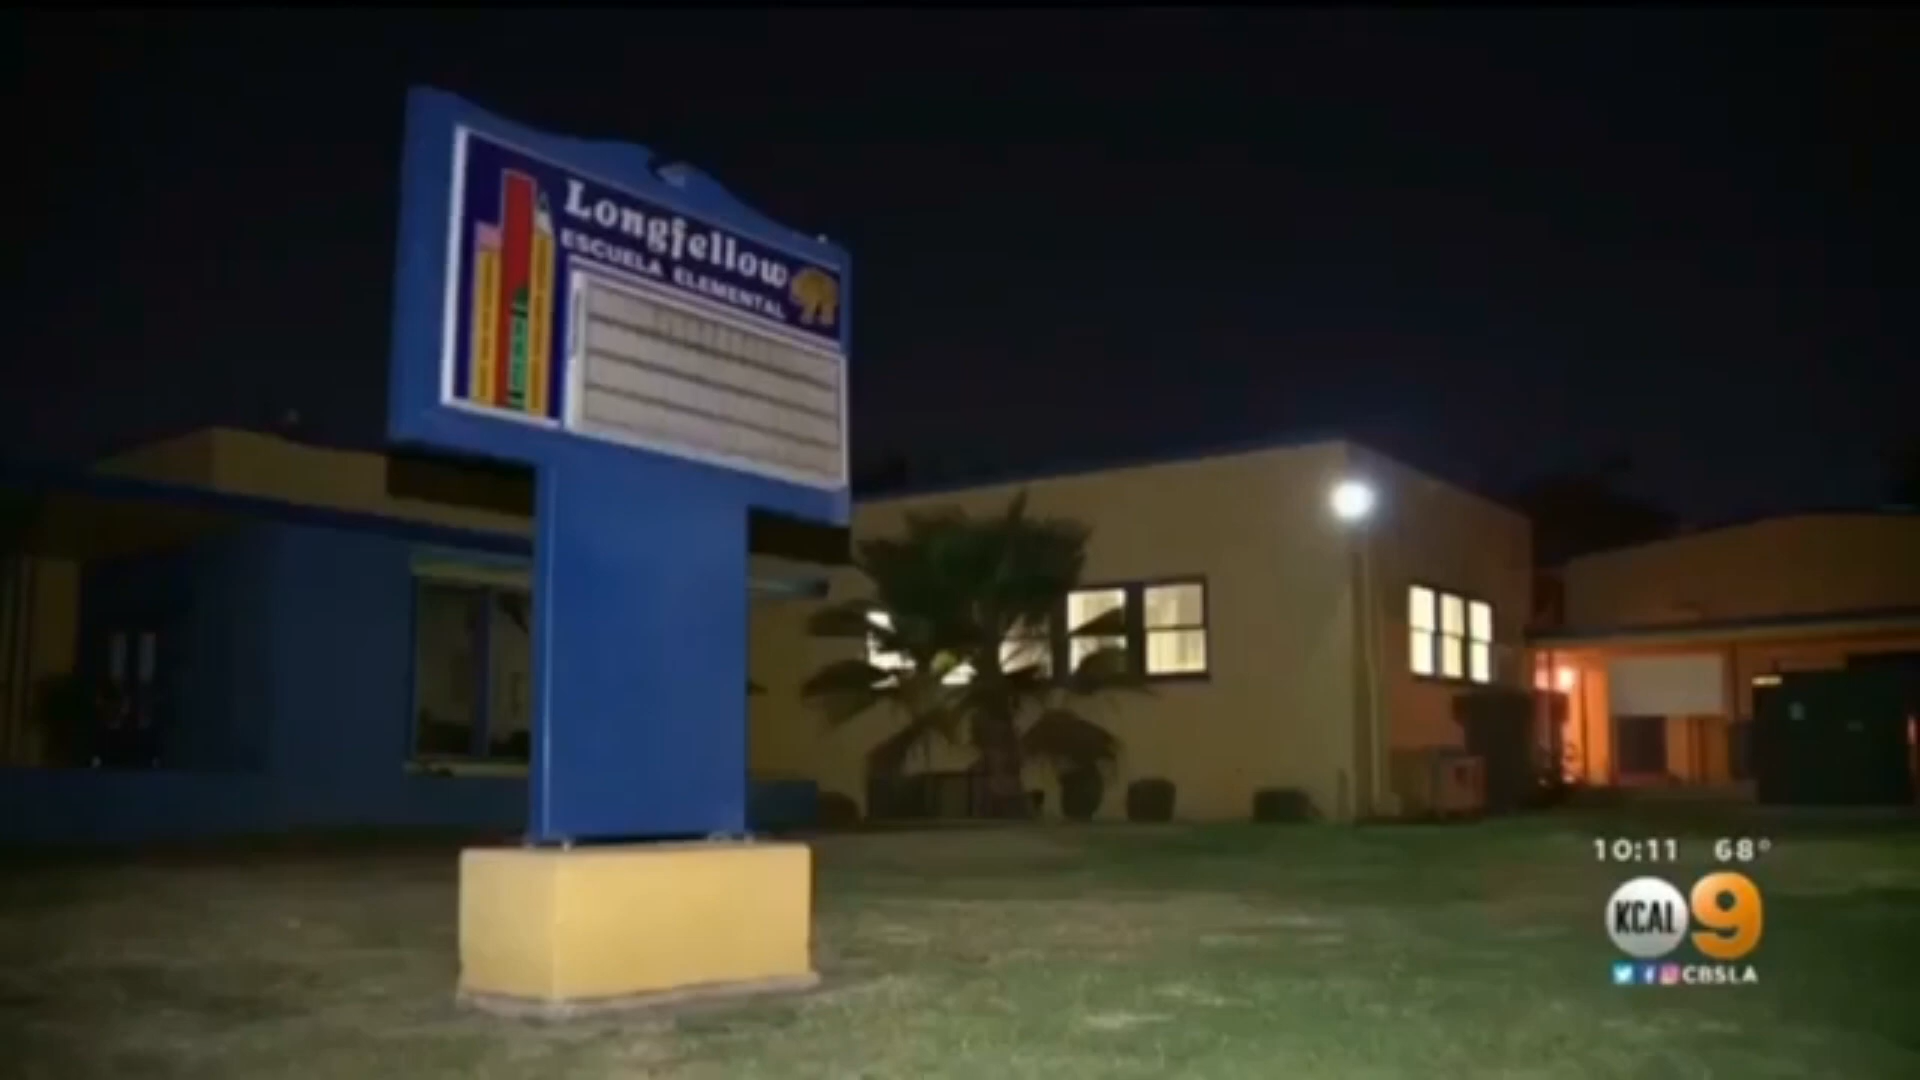 Longfellow
ESCUELA ELEMENTAL
10:11 68°
KCAL 9
CBSLA